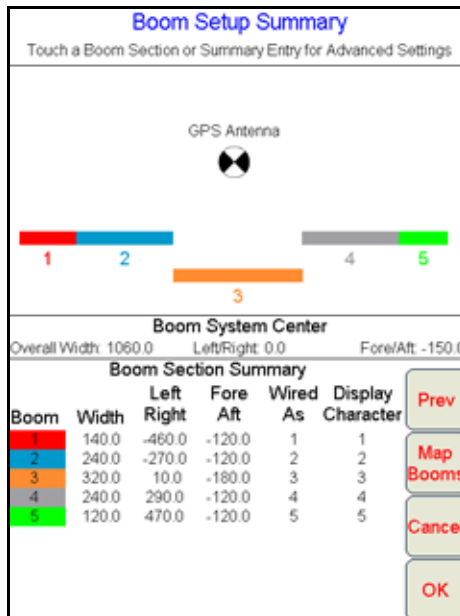 Boom Setup Summary
Touch a Boom Section or Summary Entry for Advanced Settings
GPS Antenna
1 2 3 4 5
Boom System Center
Overall Width: 1060.0 Left/Right: 0.0 Fore/Aft: -150.0
Boom Section Summary
Boom Width Left Right Fore Aft Wired As Display Character
1 140.0 -460.0 -120.0 1 1
2 240.0 -270.0 -120.0 2 2
3 320.0 10.0 -180.0 3 3
4 240.0 290.0 -120.0 4 4
5 120.0 470.0 -120.0 5 5
Prev
Map Booms
Cancel
OK